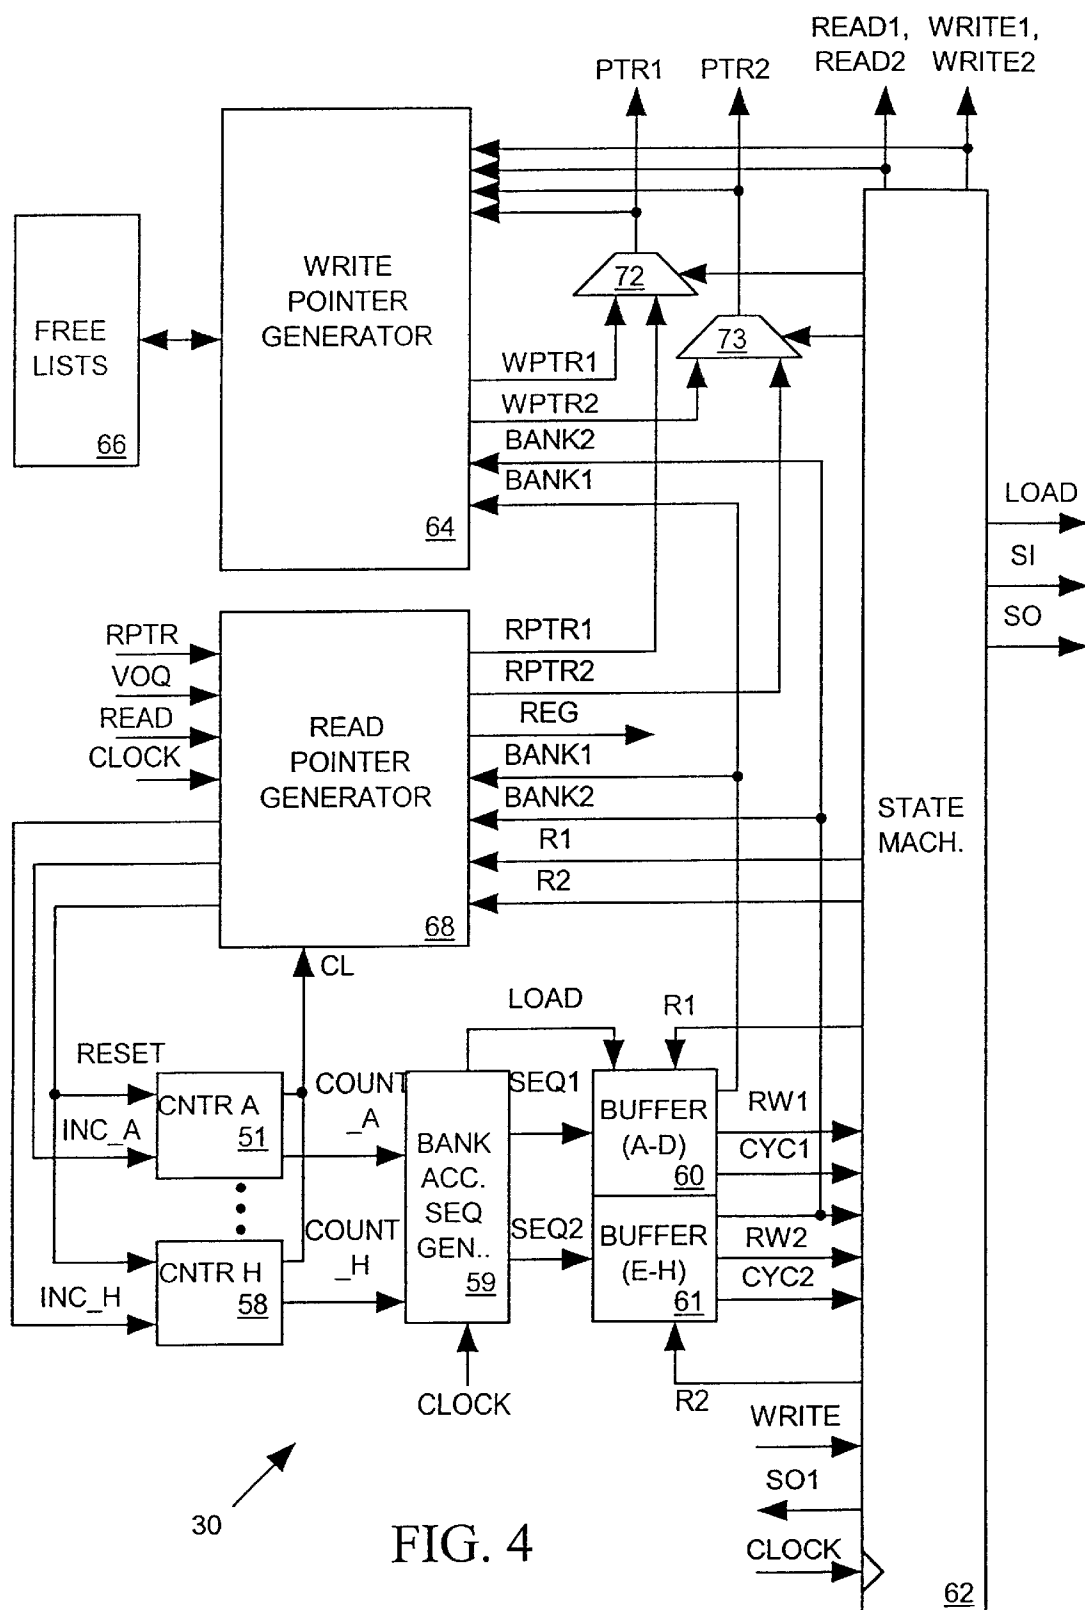 READ1, WRITE1,
READ2 WRITE2
PTR1 PTR2
WRITE
POINTER
GENERATOR
64
FREE
LISTS
66
72
73
WPTR1
WPTR2
BANK2
BANK1
LOAD
SI
SO
RPTR
VOQ
READ
CLOCK
READ
POINTER
GENERATOR
68
RPTR1
RPTR2
REG
BANK1
BANK2
R1
R2
STATE
MACH.
62
CL
RESET
INC_A
CNTR A
51
COUNT
_A
INC_H
CNTR H
58
COUNT
_H
LOAD
BANK
ACC.
SEQ
GEN..
59
CLOCK
SEQ1
SEQ2
R1
BUFFER
(A-D)
60
BUFFER
(E-H)
61
RW1
CYC1
RW2
CYC2
R2
WRITE
SO1
CLOCK
30
FIG. 4